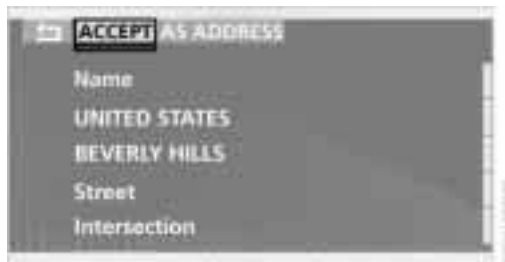 ACCEPT AS ADDRESS
Name
UNITED STATES
BEVERLY HILLS
Street
Intersection